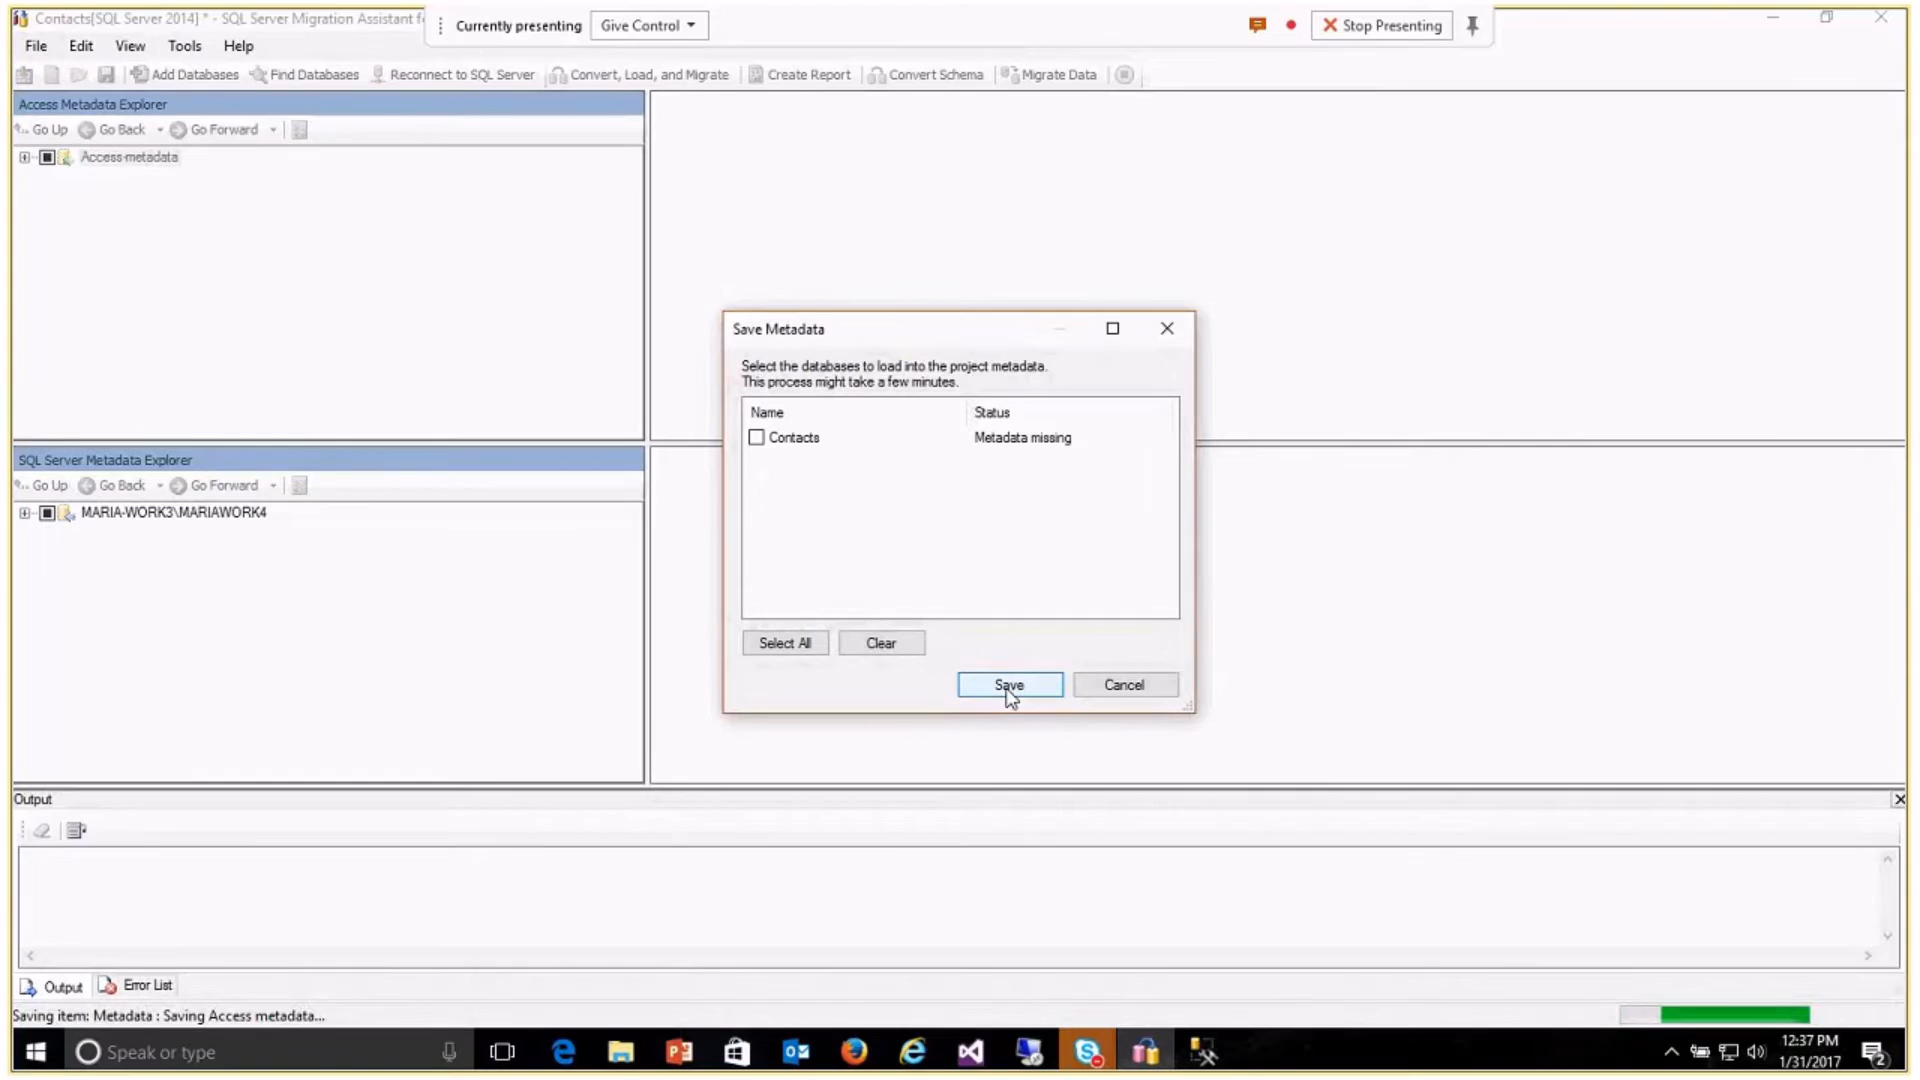 Contacts[SQL Server 2014] * - SQL Server Migration Assistant f
Currently presenting
Give Control
Stop Presenting
File Edit View Tools Help
Add Databases Find Databases Reconnect to SQL Server Convert, Load, and Migrate Create Report Convert Schema Migrate Data
Access Metadata Explorer
Go Up Go Back Go Forward
Access-metadata
Save Metadata
Select the databases to load into the project metadata.
This process might take a few minutes.
Name Status
Contacts Metadata missing
Select All Clear
Save Cancel
SQL Server Metadata Explorer
Go Up Go Back Go Forward
MARIA-WORK3\MARIAWORK4
Output
Output Error List
Saving item: Metadata : Saving Access metadata...
Speak or type
12:37 PM
1/31/2017
2